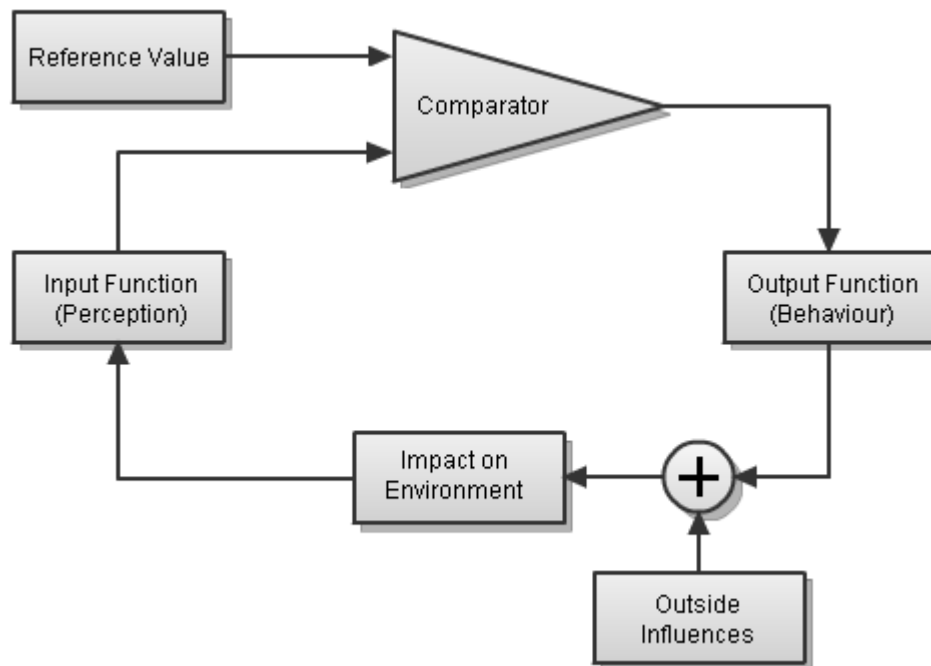 Reference Value
Comparator
Input Function
(Perception)
Output Function
(Behaviour)
Impact on
Environment
Outside
Influences